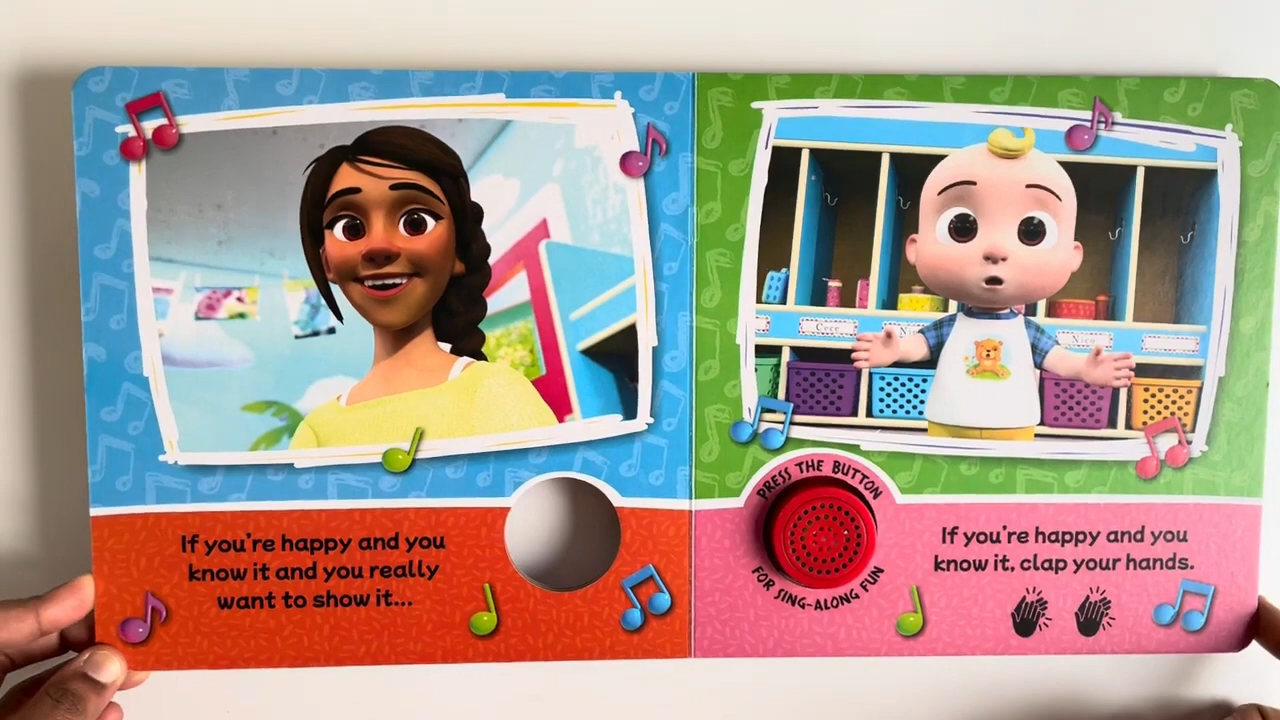 If you're happy and you
know it and you really
want to show it...
Cece
Nico
PRESS THE BUTTON
FOR SING-ALONG FUN
If you're happy and you
know it, clap your hands.